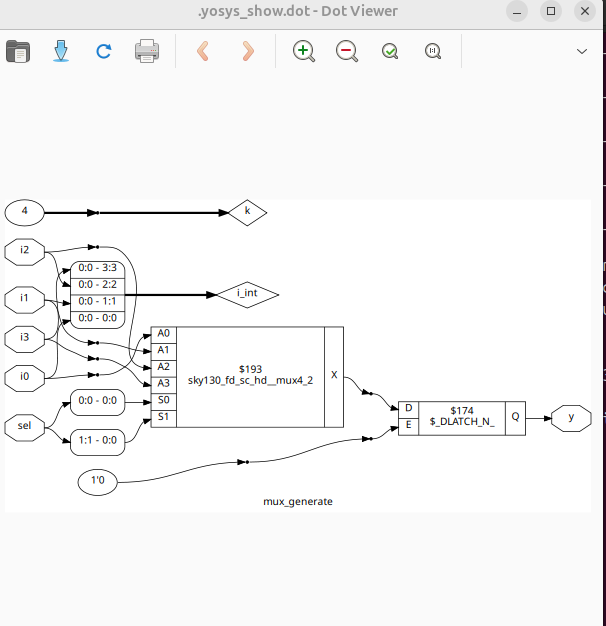 .yosys_show.dot - Dot Viewer
4
k
i2
0:0 - 3:3
0:0 - 2:2
0:0 - 1:1
0:0 - 0:0
i_int
i1
i3
i0
A0
A1
A2
A3
S0
S1
$193
sky130_fd_sc_hd__mux4_2
X
sel
0:0 - 0:0
1:1 - 0:0
D
E
$174
$_DLATCH_N_
Q
y
1'0
mux_generate